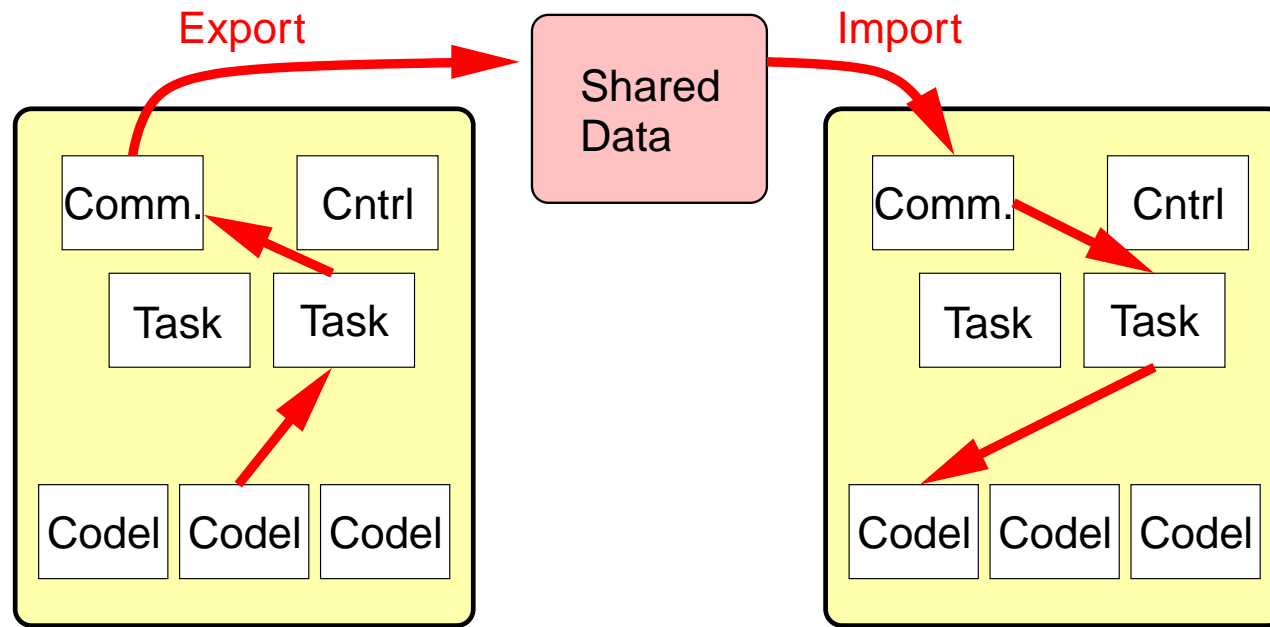 Export
Import
Shared
Data
Comm.
Cntrl
Task
Task
Codel
Codel
Codel
Comm.
Cntrl
Task
Task
Codel
Codel
Codel